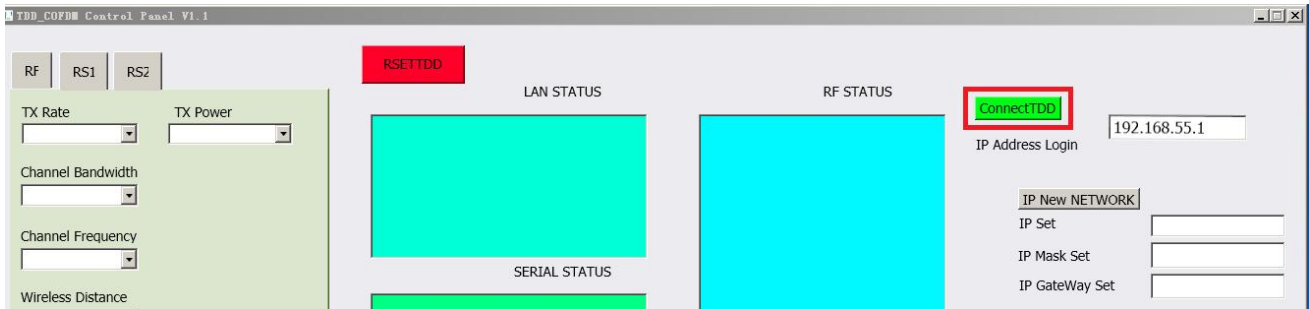 TDD_COFDM Control Panel V1.1
RF RS1 RS2
RSETTDD
TX Rate TX Power
Channel Bandwidth
Channel Frequency
Wireless Distance
LAN STATUS
SERIAL STATUS
RF STATUS
ConnectTDD
192.168.55.1
IP Address Login
IP New NETWORK
IP Set
IP Mask Set
IP GateWay Set